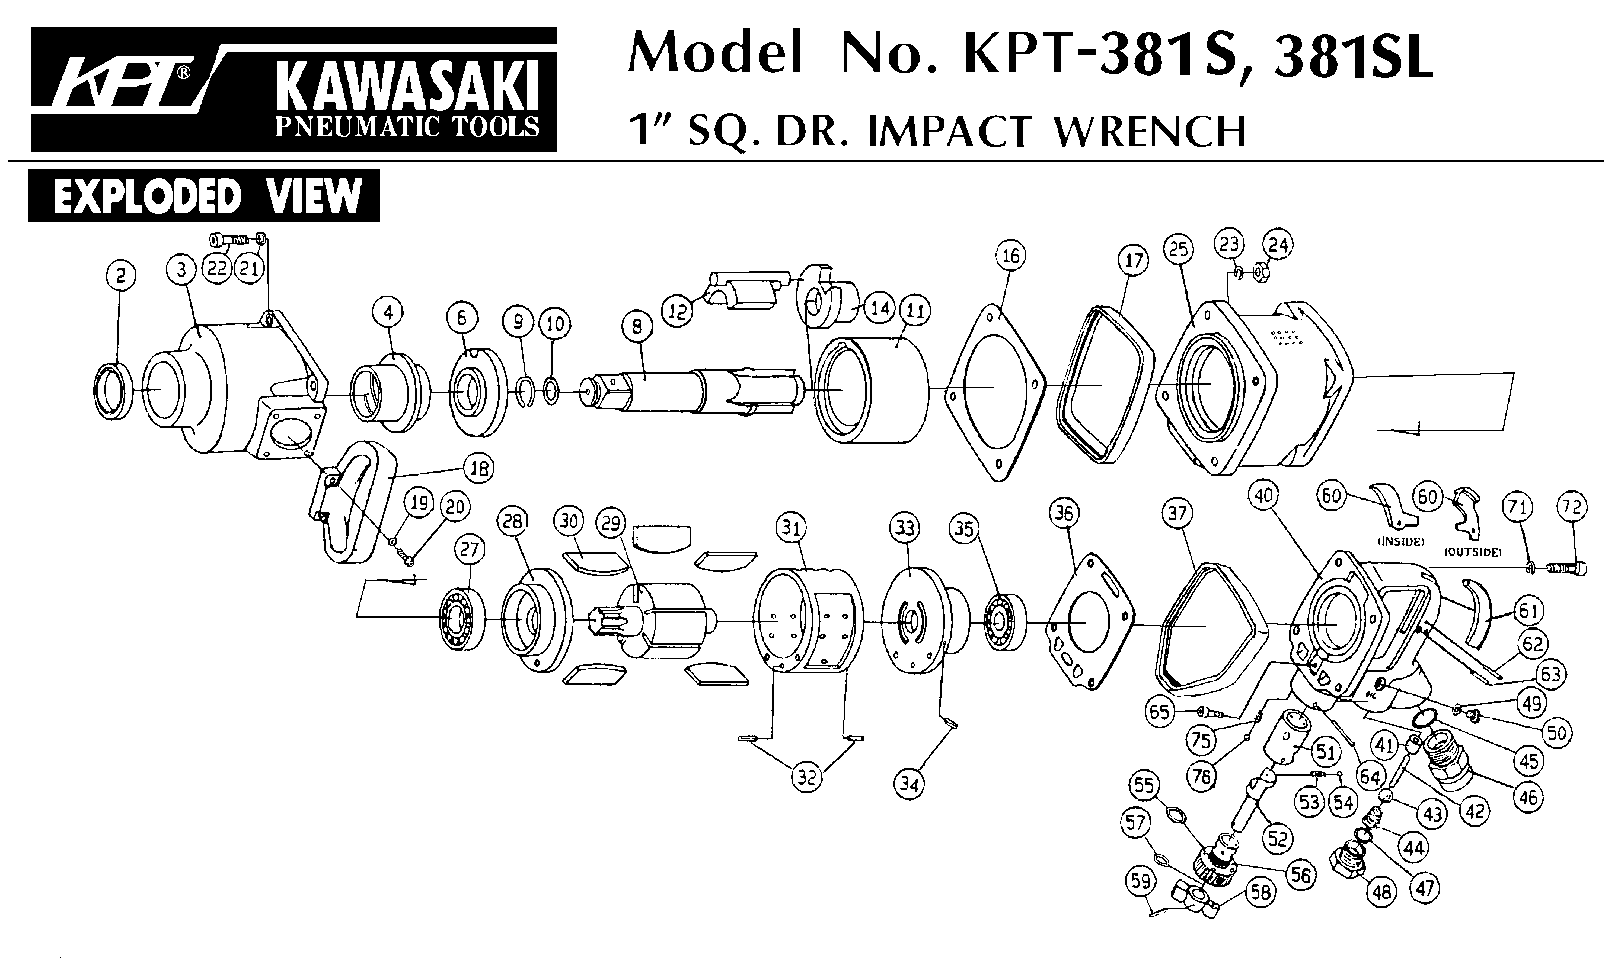 KPT®
KAWASAKI
PNEUMATIC TOOLS
Model No. KPT-381S, 381SL
1" SQ. DR. IMPACT WRENCH
EXPLODED VIEW
2 3 22 21 4 6 9 10 8 12 14 11 16 17 25 23 24
18 19 20
27 28 30 29 31 33 35 36 37 40 60 60 71 72
(INSIDE)
(OUTSIDE)
61
62
63
49
50
65
75
76
51
64
41
45
46
32
34
53 54
43 42
55
57
52
44
56
59
58
48 47